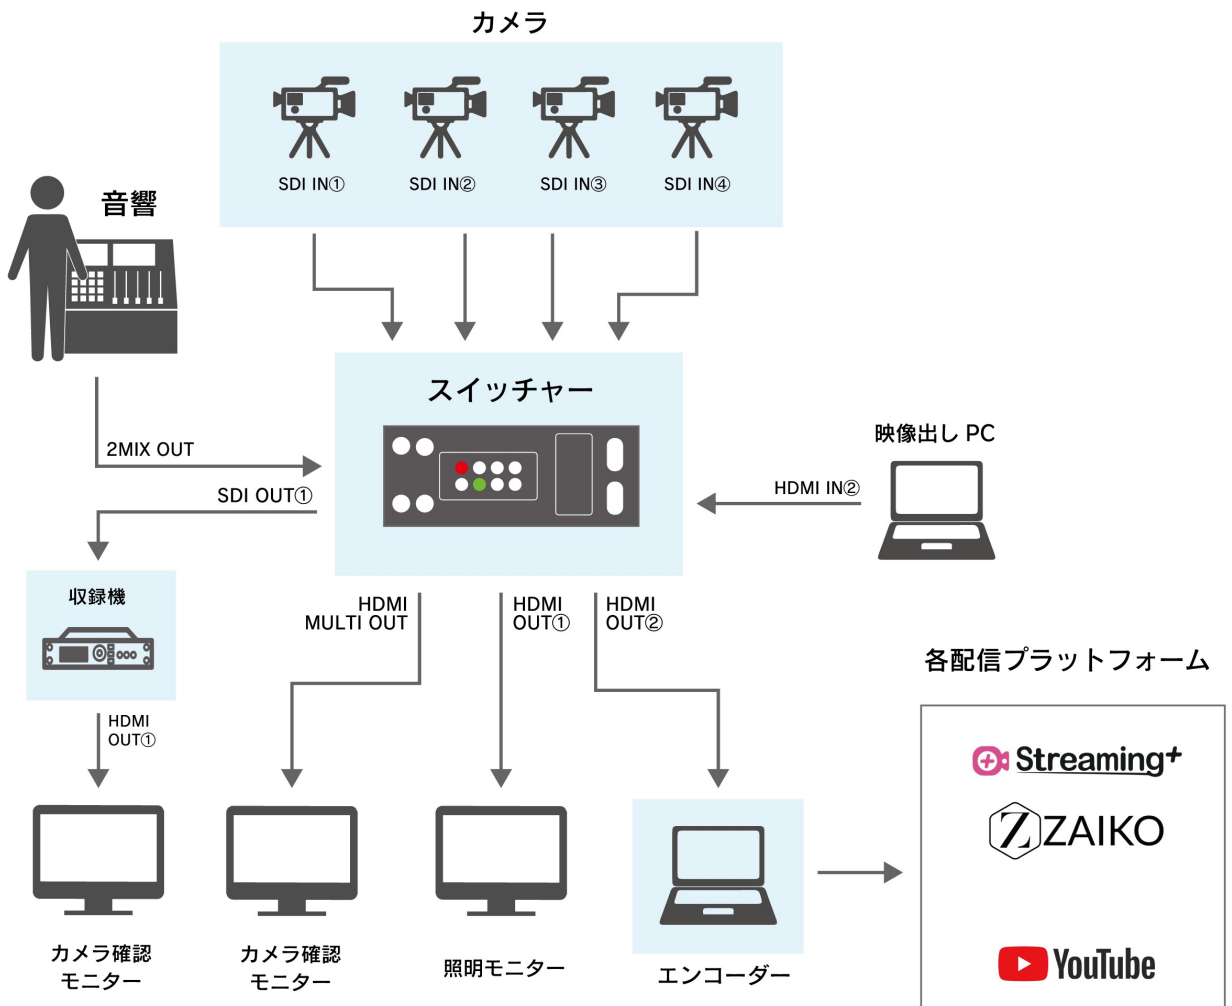 カメラ
SDI IN①
SDI IN②
SDI IN③
SDI IN④
音響
スイッチャー
2MIX OUT
SDI OUT①
映像出し PC
HDMI IN②
収録機
HDMI
OUT①
HDMI
MULTI OUT
HDMI
OUT①
HDMI
OUT②
各配信プラットフォーム
Streaming+
Z ZAIKO
YouTube
カメラ確認
モニター
カメラ確認
モニター
照明モニター
エンコーダー